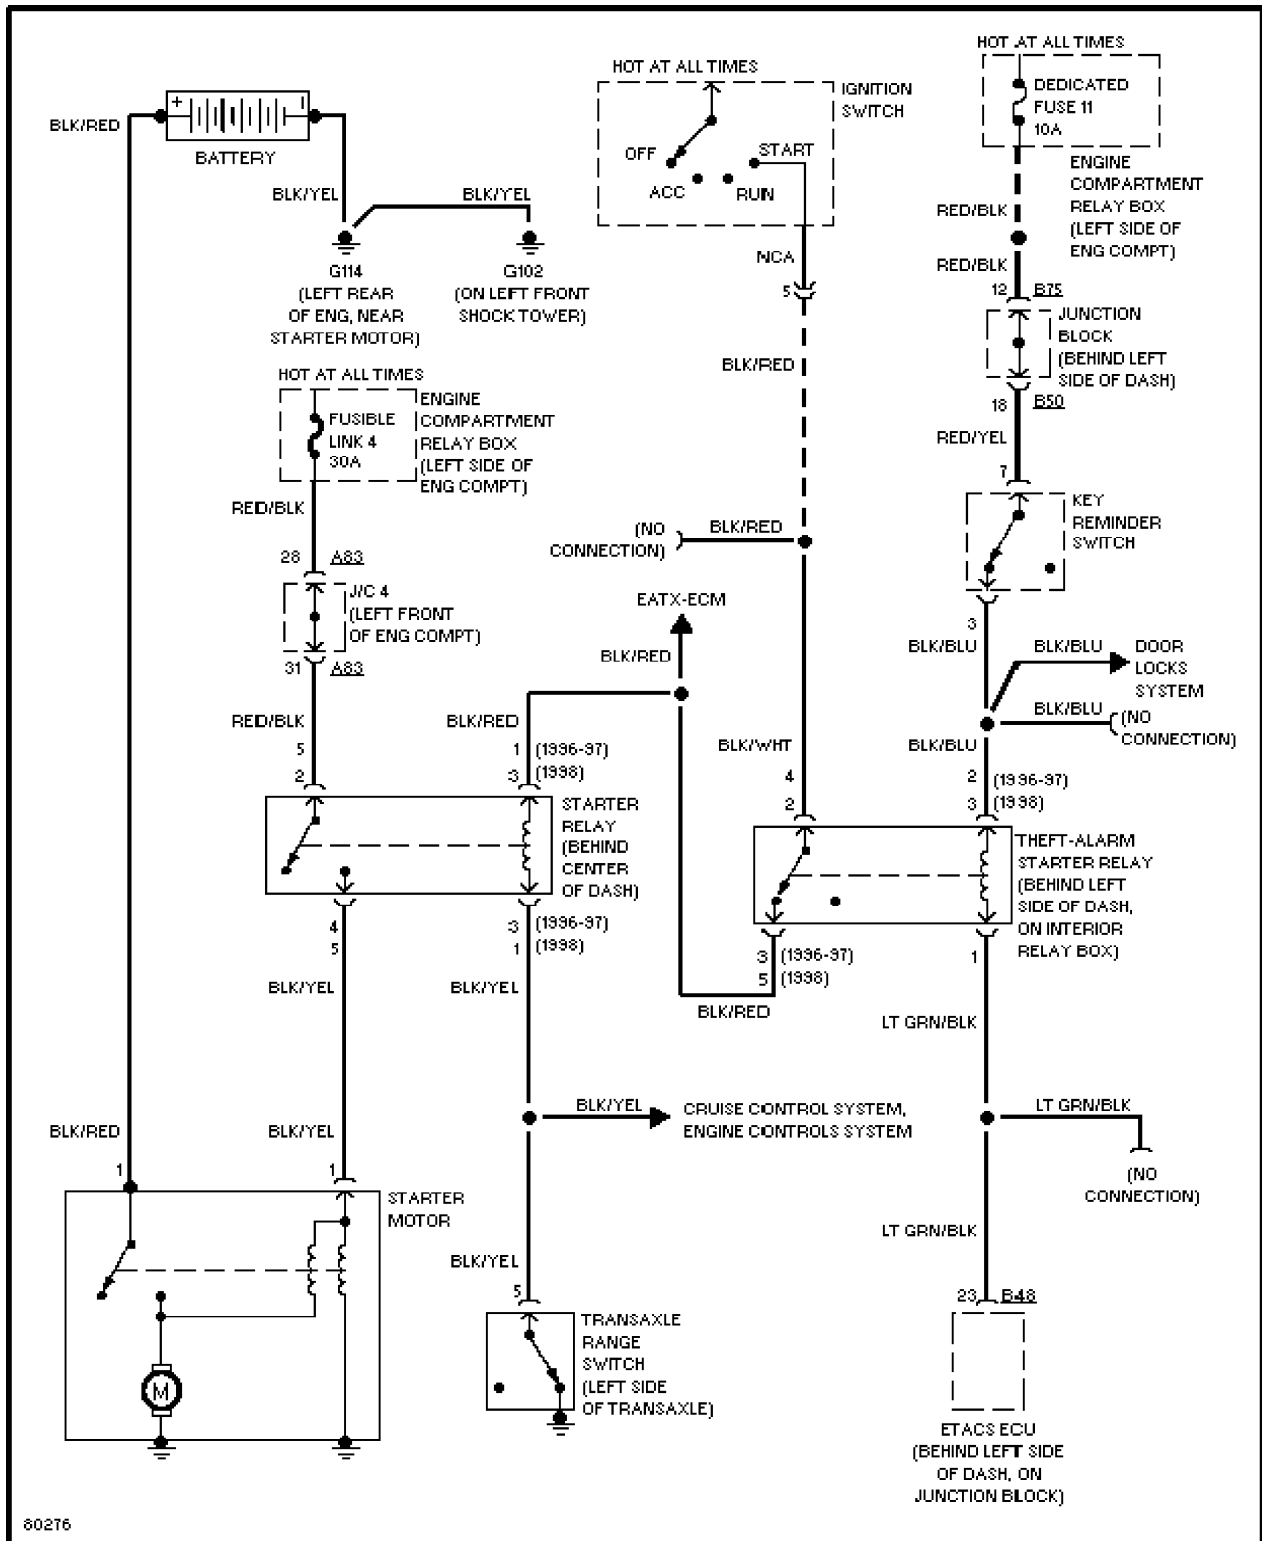 HOT AT ALL TIMES
DEDICATED
FUSE 11
10A
ENGINE
COMPARTMENT
RELAY BOX
(LEFT SIDE OF
ENG COMPT)
HOT AT ALL TIMES
IGNITION
SWITCH
OFF
START
ACC
RUN
+
BATTERY
BLK/RED
BLK/YEL
BLK/YEL
G114
(LEFT REAR
OF ENG, NEAR
STARTER MOTOR)
G102
(ON LEFT FRONT
SHOCK TOWER)
NCA
5
BLK/RED
RED/BLK
RED/BLK
12 B75
JUNCTION
BLOCK
(BEHIND LEFT
SIDE OF DASH)
18 B50
RED/YEL
7
KEY
REMINDER
SWITCH
3
BLK/BLU
HOT AT ALL TIMES
FUSIBLE
LINK 4
30A
ENGINE
COMPARTMENT
RELAY BOX
(LEFT SIDE OF
ENG COMPT)
RED/BLK
28 A83
J/C 4
(LEFT FRONT
OF ENG COMPT)
31 A83
RED/BLK
5
2
(NO
CONNECTION)
BLK/RED
EATX-ECM
BLK/RED
BLK/RED
1 (1996-97)
3 (1998)
BLK/WHT
4
2
BLK/BLU
DOOR
LOCKS
SYSTEM
BLK/BLU
(NO
CONNECTION)
BLK/BLU
2 (1996-97)
3 (1998)
STARTER
RELAY
(BEHIND
CENTER
OF DASH)
THEFT-ALARM
STARTER RELAY
(BEHIND LEFT
SIDE OF DASH,
ON INTERIOR
RELAY BOX)
4
5
3 (1996-97)
1 (1998)
3 (1996-97)
5 (1998)
1
BLK/YEL
BLK/YEL
BLK/RED
LT GRN/BLK
BLK/YEL
CRUISE CONTROL SYSTEM,
ENGINE CONTROLS SYSTEM
LT GRN/BLK
(NO
CONNECTION)
BLK/RED
BLK/YEL
1
1
STARTER
MOTOR
M
BLK/YEL
5
TRANSAXLE
RANGE
SWITCH
(LEFT SIDE
OF TRANSAXLE)
LT GRN/BLK
23 B48
ETACS ECU
(BEHIND LEFT SIDE
OF DASH, ON
JUNCTION BLOCK)
80276